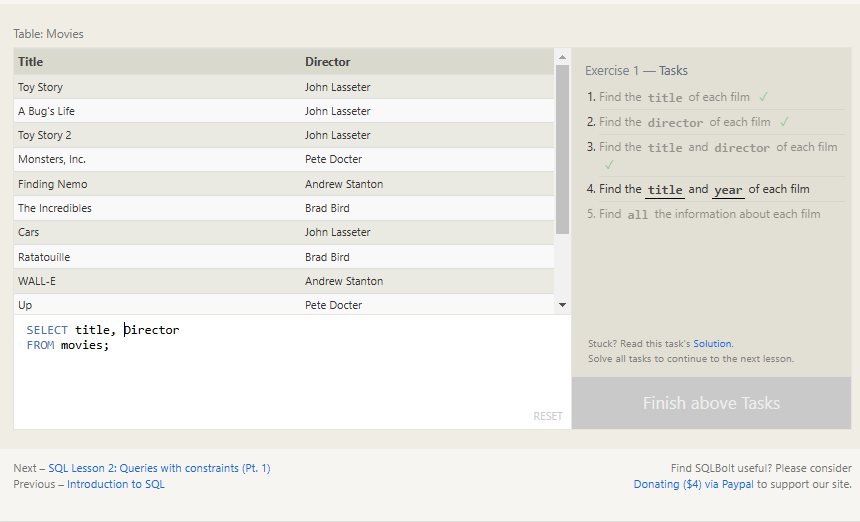 Table: Movies
Title Director
Toy Story John Lasseter
A Bug's Life John Lasseter
Toy Story 2 John Lasseter
Monsters, Inc. Pete Docter
Finding Nemo Andrew Stanton
The Incredibles Brad Bird
Cars John Lasseter
Ratatouille Brad Bird
WALL-E Andrew Stanton
Up Pete Docter
SELECT title, Director
FROM movies;
RESET
Exercise 1 — Tasks
1. Find the title of each film ✓
2. Find the director of each film ✓
3. Find the title and director of each film
✓
4. Find the title and year of each film
5. Find all the information about each film
Stuck? Read this task's Solution.
Solve all tasks to continue to the next lesson.
Finish above Tasks
Next – SQL Lesson 2: Queries with constraints (Pt. 1)
Previous – Introduction to SQL
Find SQLBolt useful? Please consider
Donating ($4) via Paypal to support our site.